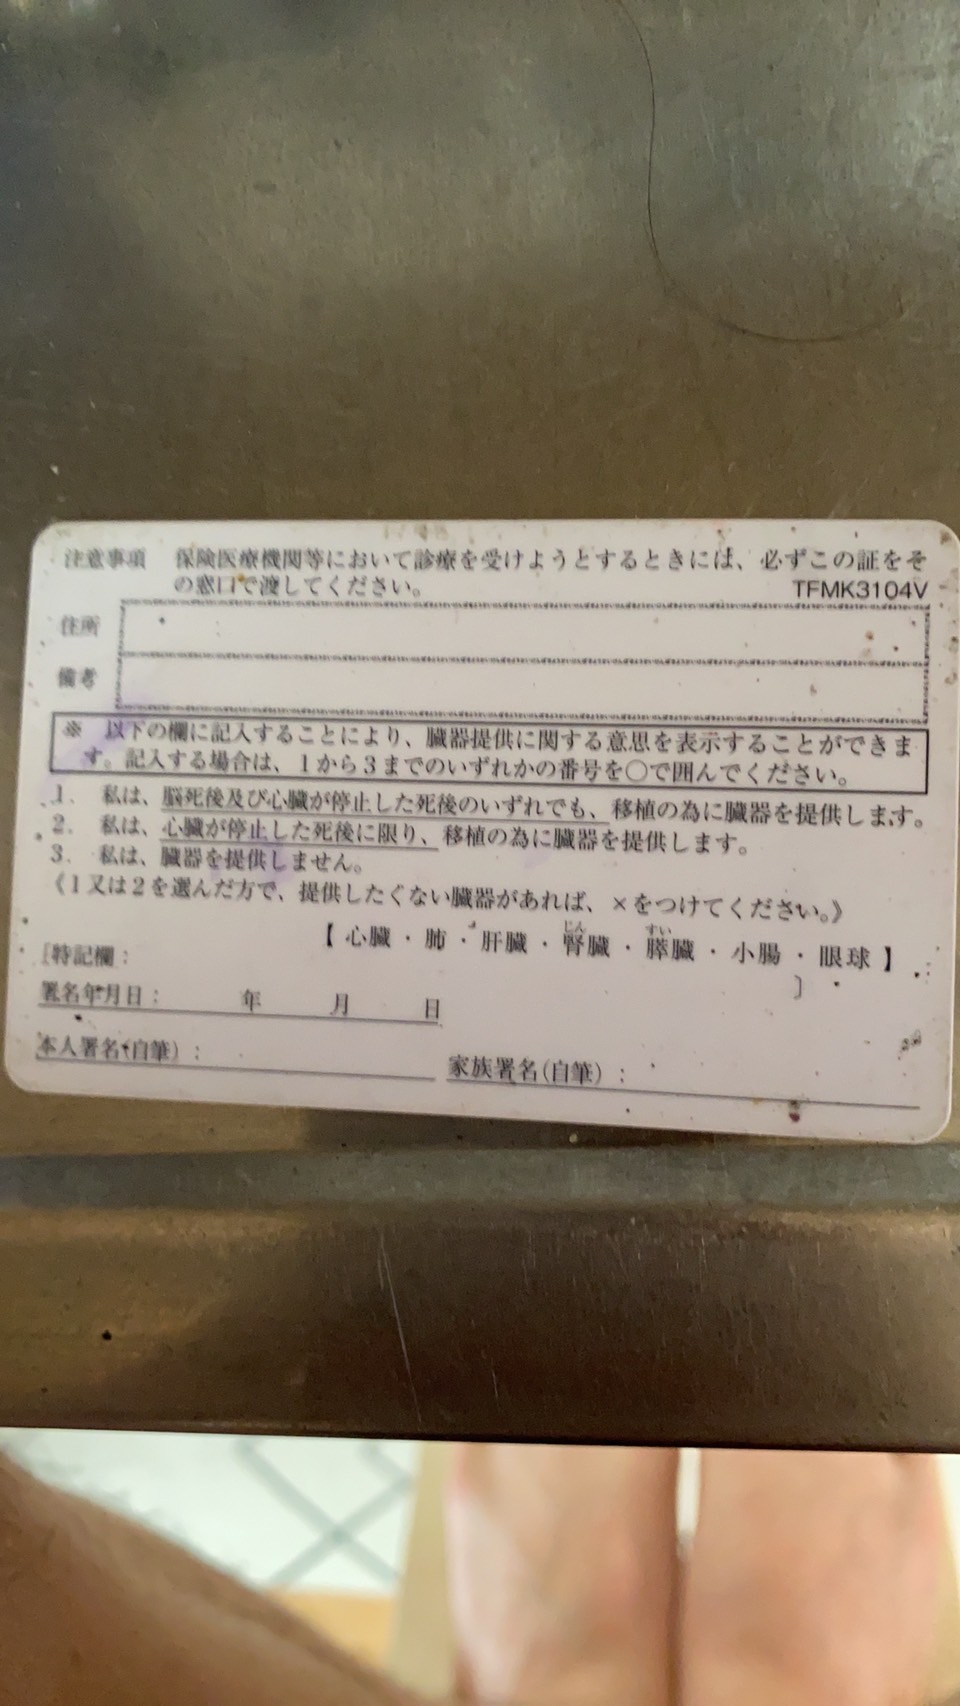 注意事項 保険医療機関等において診療を受けようとするときには、必ずこの証をそ
の窓口で渡してください。 TFMK3104V
住所
備考
※ 以下の欄に記入することにより、臓器提供に関する意思を表示することができま
す。記入する場合は、1から3までのいずれかの番号を○で囲んでください。
1. 私は、脳死後及び心臓が停止した死後のいずれでも、移植の為に臓器を提供します。
2. 私は、心臓が停止した死後に限り、移植の為に臓器を提供します。
3. 私は、臓器を提供しません。
《1又は2を選んだ方で、提供したくない臓器があれば、×をつけてください。》
【 心臓 ・ 肺 ・ 肝臓 ・ 腎臓 ・ 膵臓 ・ 小腸 ・ 眼球 】
じん すい
[特記欄： ]
署名年月日： 年 月 日
本人署名(自筆)：
家族署名(自筆)：